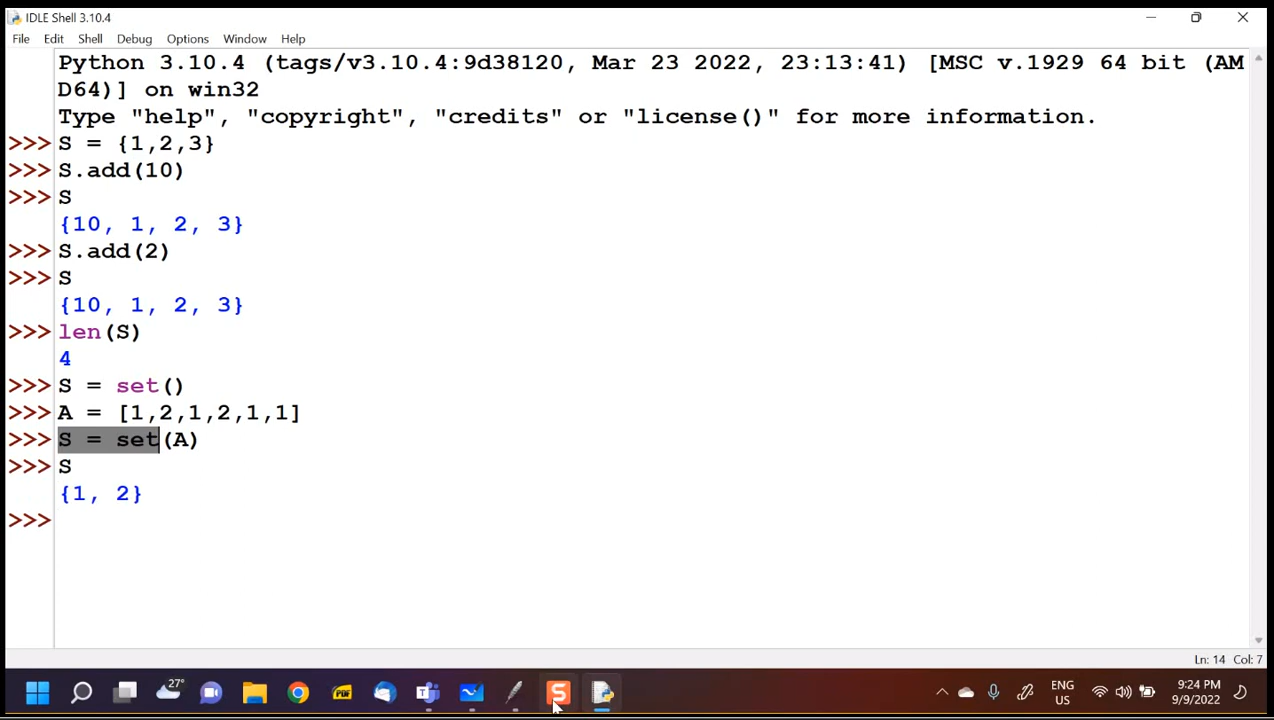 IDLE Shell 3.10.4
File Edit Shell Debug Options Window Help
Python 3.10.4 (tags/v3.10.4:9d38120, Mar 23 2022, 23:13:41) [MSC v.1929 64 bit (AM
D64)] on win32
Type "help", "copyright", "credits" or "license()" for more information.
>>> S = {1,2,3}
>>> S.add(10)
>>> S
{10, 1, 2, 3}
>>> S.add(2)
>>> S
{10, 1, 2, 3}
>>> len(S)
4
>>> S = set()
>>> A = [1,2,1,2,1,1]
>>> S = set(A)
>>> S
{1, 2}
>>>
Ln: 14 Col: 7
27°
PDF
S
ENG
US
9:24 PM
9/9/2022